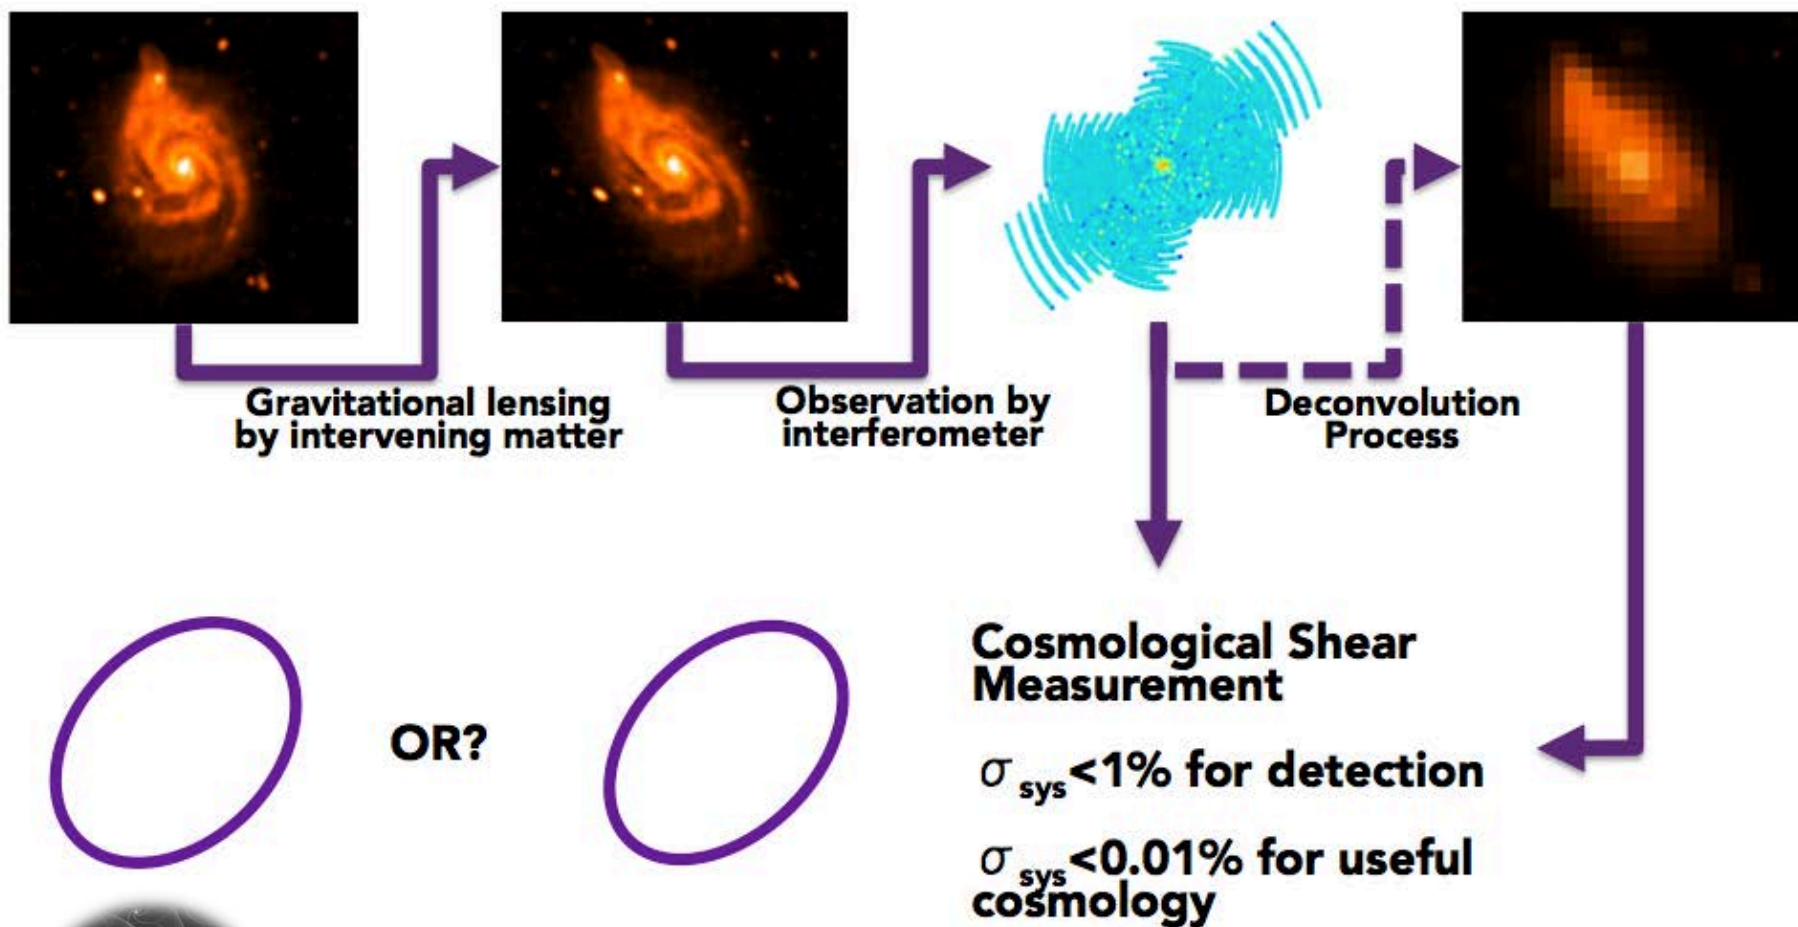 Gravitational lensing
by intervening matter
Observation by
interferometer
Deconvolution
Process
OR?
Cosmological Shear
Measurement
σ sys<1% for detection
σ sys<0.01% for useful
cosmology